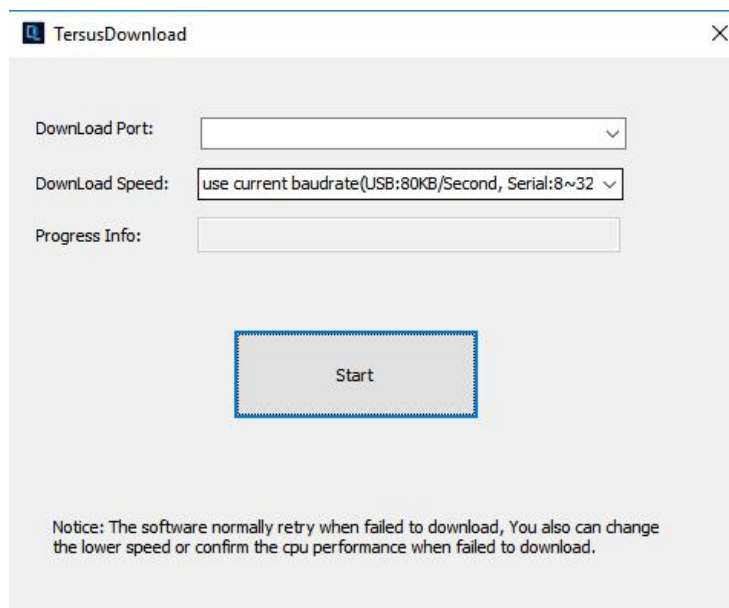 TersusDownload
DownLoad Port:
DownLoad Speed: use current baudrate(USB:80KB/Second, Serial:8~32
Progress Info:
Start
Notice: The software normally retry when failed to download, You also can change
the lower speed or confirm the cpu performance when failed to download.